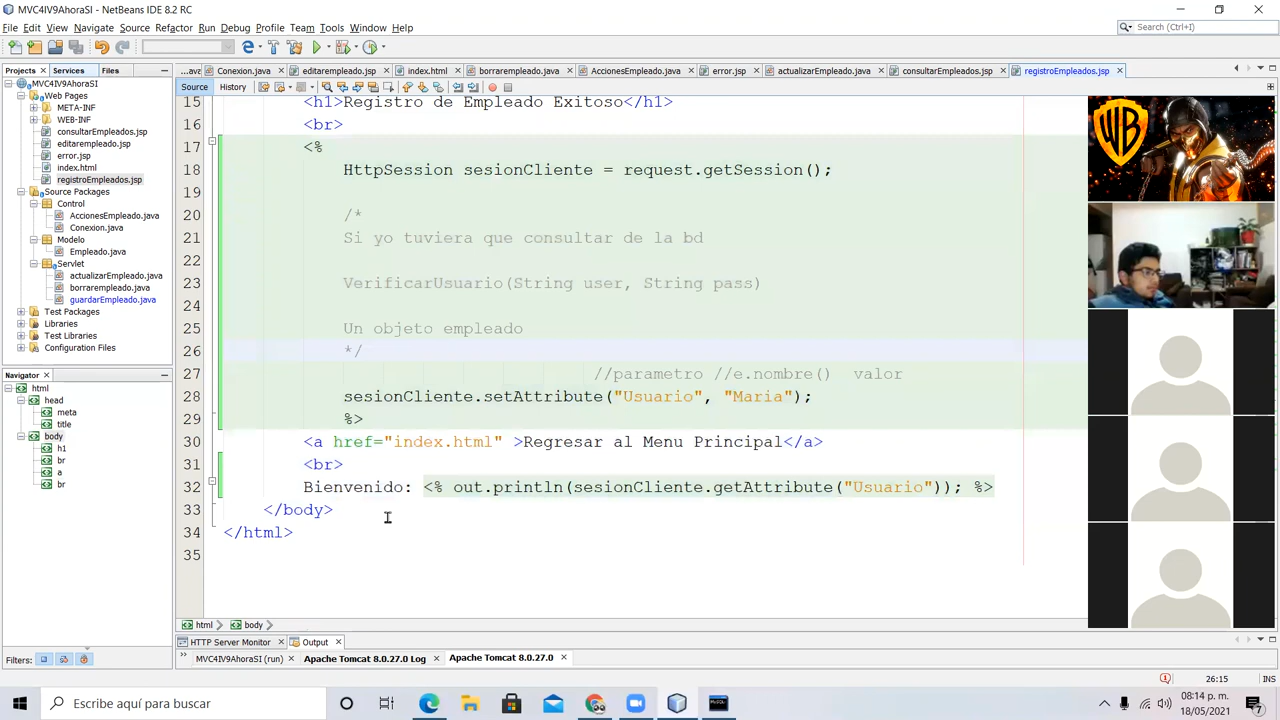 MVC4IV9AhoraSI - NetBeans IDE 8.2 RC
File Edit View Navigate Source Refactor Run Debug Profile Team Tools Window Help
Search (Ctrl+I)
Projects Services Files
...ava Conexion.java editarempleado.jsp index.html borrarempleado.java AccionesEmpleado.java error.jsp actualizarEmpleado.java consultarEmpleados.jsp registroEmpleados.jsp
Source History
MVC4IV9AhoraSI
Web Pages
META-INF
WEB-INF
consultarEmpleados.jsp
editarempleado.jsp
error.jsp
index.html
registroEmpleados.jsp
Source Packages
Control
AccionesEmpleado.java
Conexion.java
Modelo
Empleado.java
Servlet
actualizarEmpleado.java
borrarempleado.java
guardarEmpleado.java
Test Packages
Libraries
Test Libraries
Configuration Files
Navigator
html
head
meta
title
body
h1
br
a
br
Filters:
15 <h1>Registro de Empleado Exitoso</h1>
16 <br>
17 <%
18 HttpSession sesionCliente = request.getSession();
19
20 /*
21 Si yo tuviera que consultar de la bd
22
23 VerificarUsuario(String user, String pass)
24
25 Un objeto empleado
26 */
27 //parametro //e.nombre() valor
28 sesionCliente.setAttribute("Usuario", "Maria");
29 %>
30 <a href="index.html" >Regresar al Menu Principal</a>
31 <br>
32 Bienvenido: <% out.println(sesionCliente.getAttribute("Usuario")); %>
33 </body>
34 </html>
35
html body
HTTP Server Monitor Output
MVC4IV9AhoraSI (run) Apache Tomcat 8.0.27.0 Log Apache Tomcat 8.0.27.0
26:15 INS
Escribe aquí para buscar
08:14 p. m.
18/05/2021
7